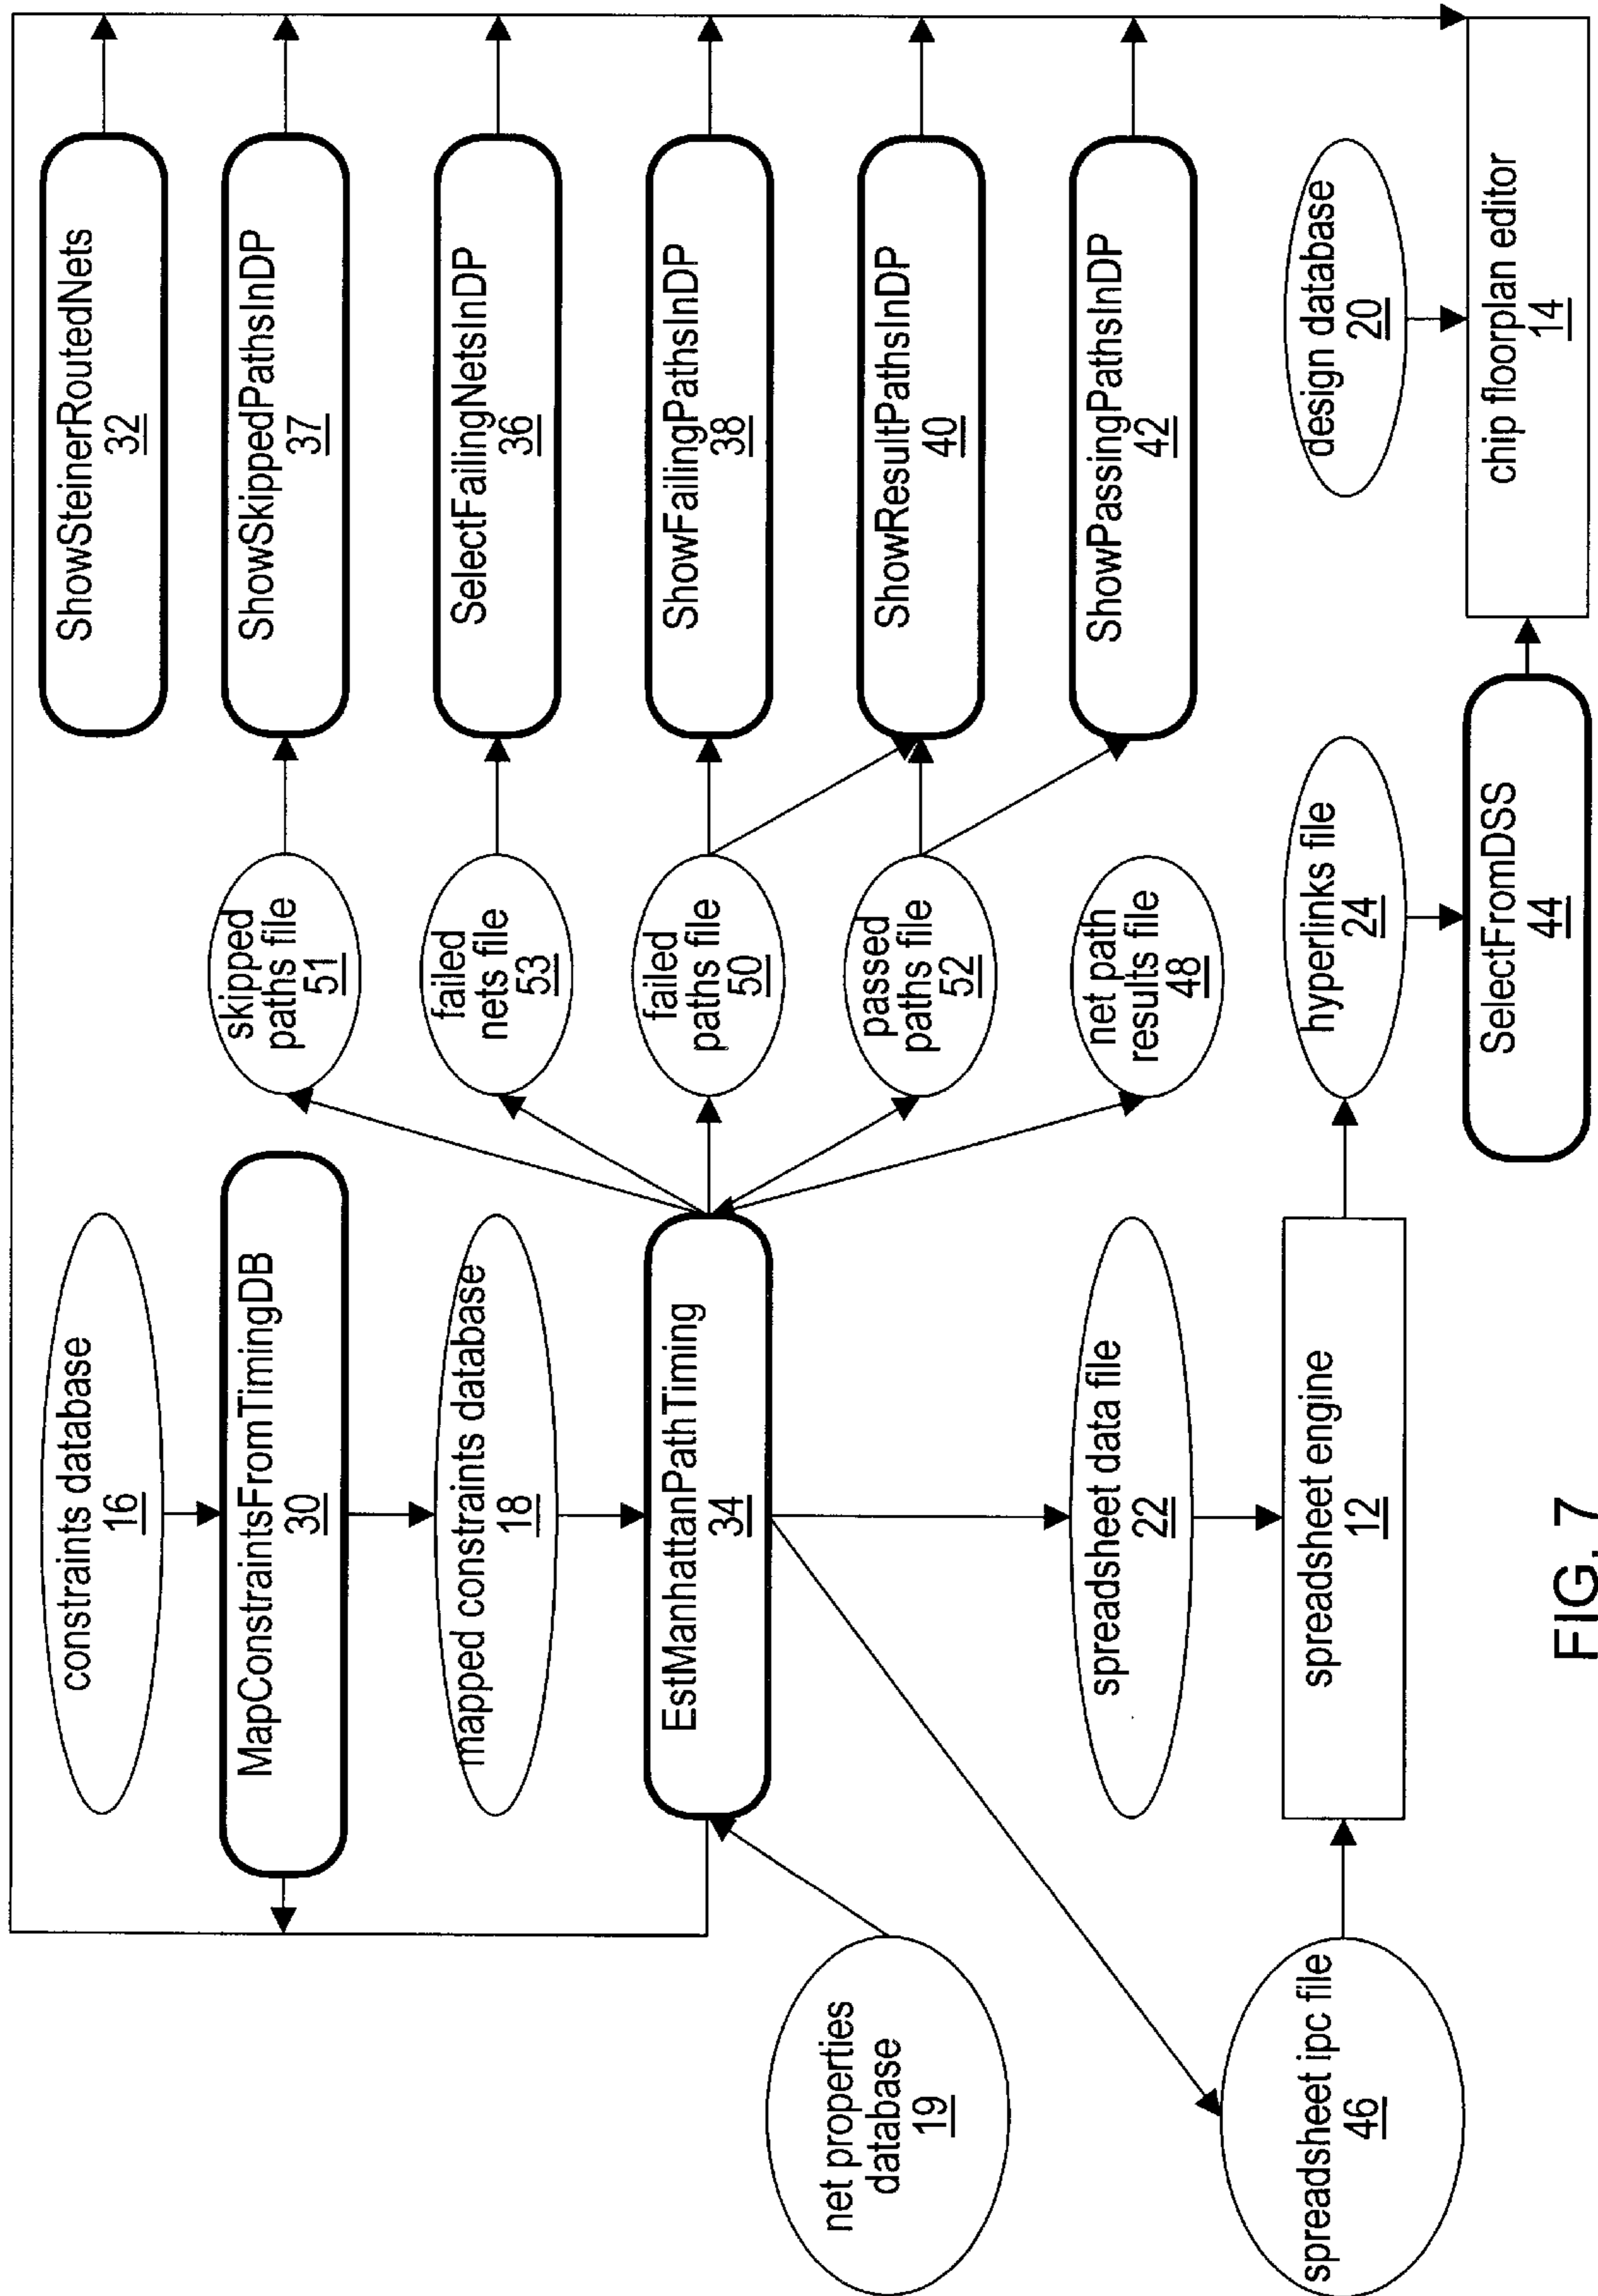 constraints database
16
MapConstraintsFromTimingDB
30
mapped constraints database
18
EstManhattanPathTiming
34
net properties
database
19
spreadsheet data file
22
spreadsheet engine
12
spreadsheet ipc file
46
skipped
paths file
51
failed
nets file
53
failed
paths file
50
passed
paths file
52
net path
results file
48
hyperlinks file
24
SelectFromDSS
44
ShowSteinerRoutedNets
32
ShowSkippedPathsInDP
37
SelectFailingNetsInDP
36
ShowFailingPathsInDP
38
ShowResultPathsInDP
40
ShowPassingPathsInDP
42
design database
20
chip floorplan editor
14
FIG. 7